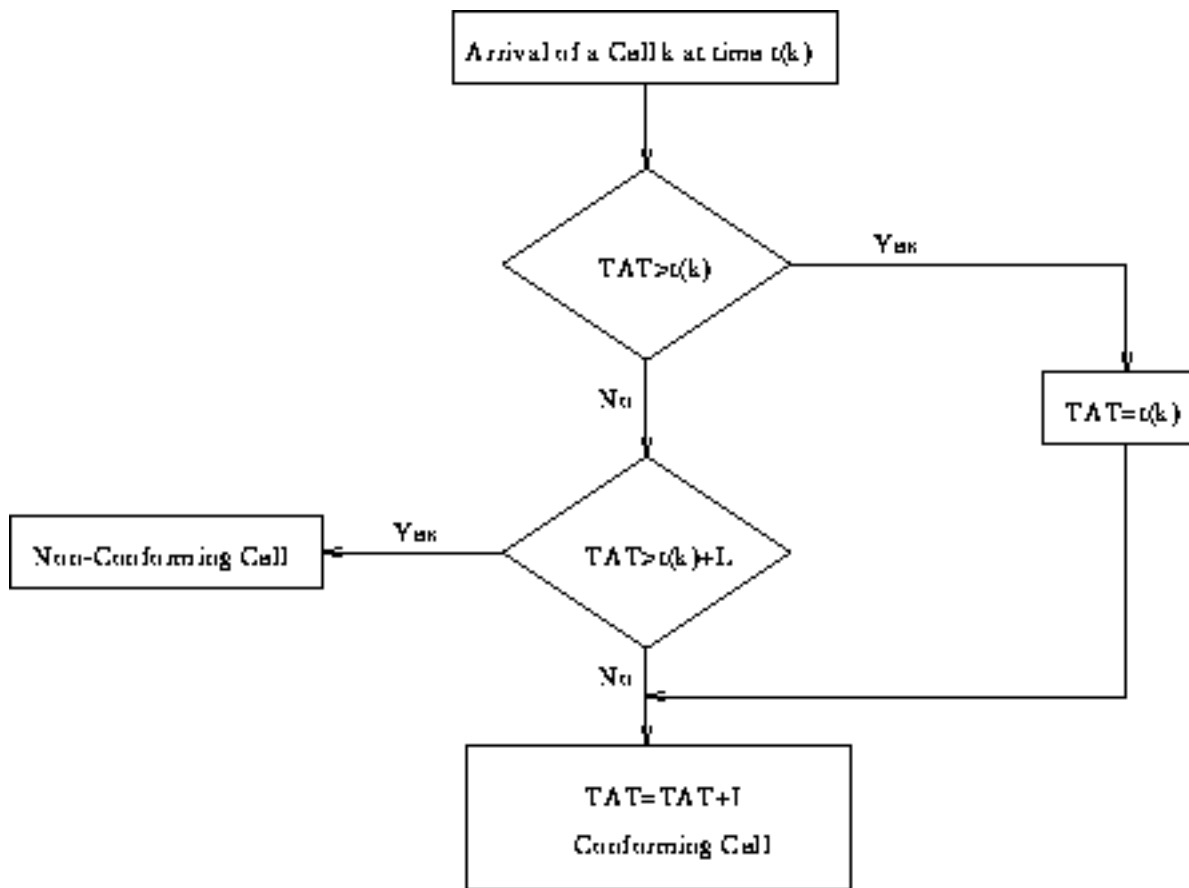 Arrival of a Cell k at time t(k)
TAT>t(k)
Yes
No
TAT=t(k)
Non-Conforming Cell
Yes
TAT>t(k)+L
No
TAT=TAT+I
Conforming Cell